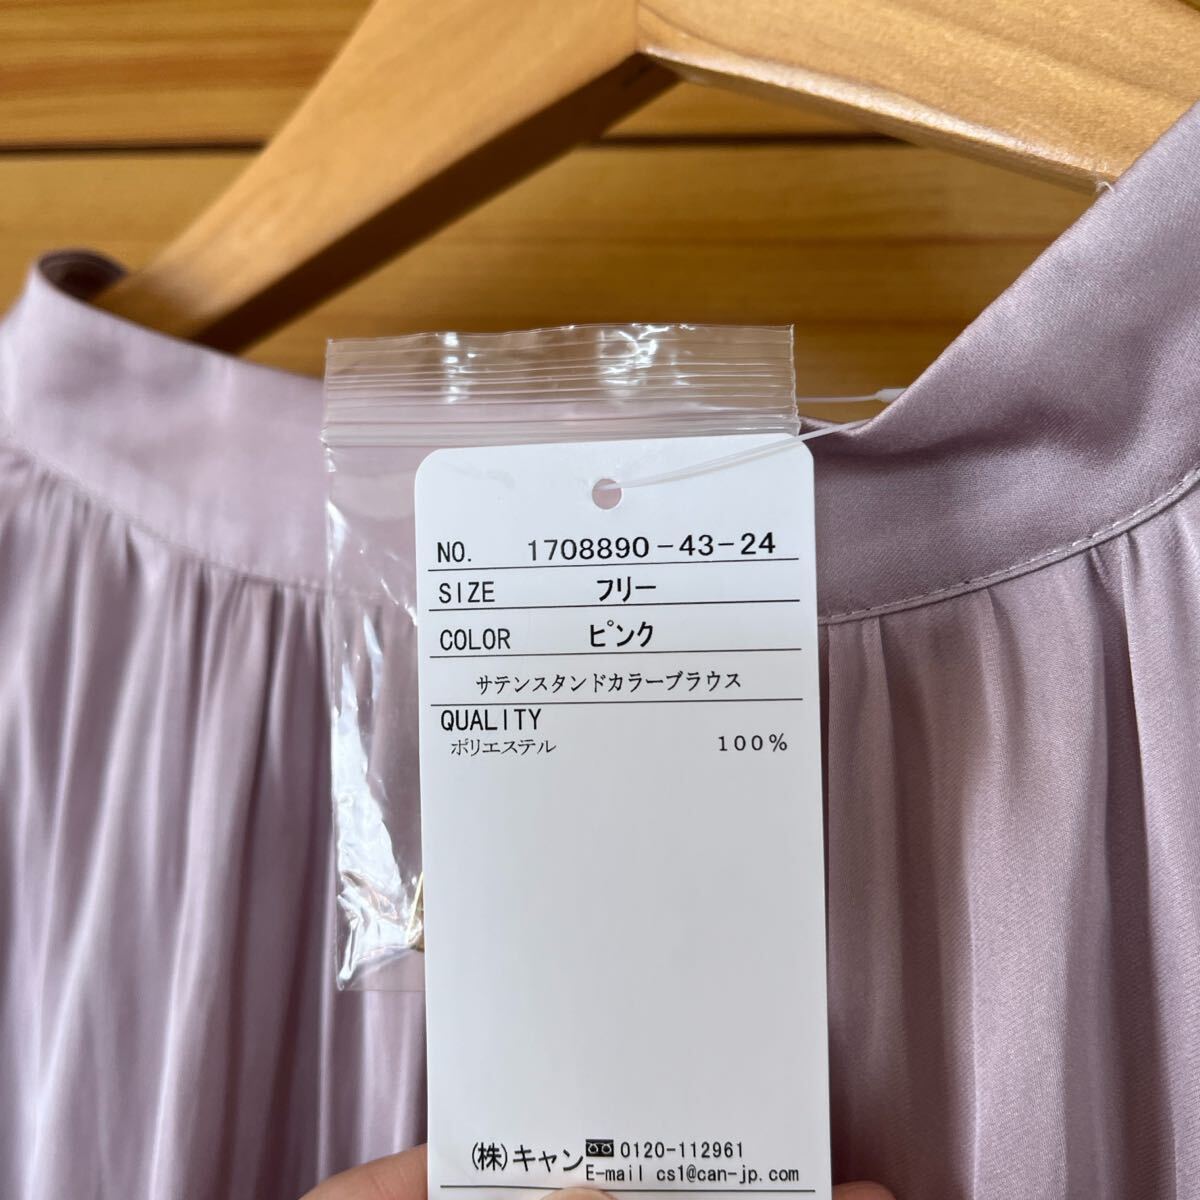 NO. 1708890-43-24
SIZE フリー
COLOR ピンク
サテンスタンドカラーブラウス
QUALITY
ポリエステル 100%
(株)キャン 0120-112961
E-mail cs1@can-jp.com